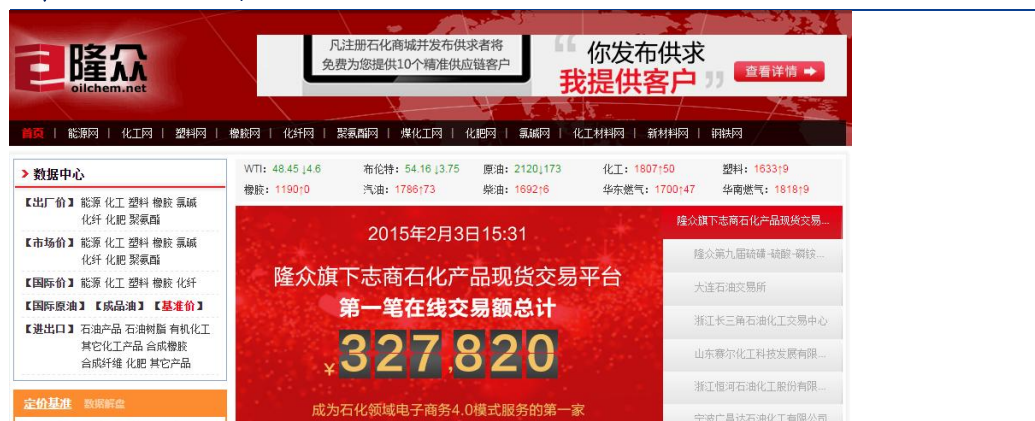 隆众
oilchem.net
凡注册石化商城并发布供求者将
免费为您提供10个精准供应链客户
“ 你发布供求
我提供客户 ”
查看详情
首页 | 能源网 | 化工网 | 塑料网 | 橡胶网 | 化纤网 | 聚氨酯网 | 煤化工网 | 化肥网 | 氯碱网 | 化工材料网 | 新材料网 | 钢铁网
数据中心
【出厂价】 能源 化工 塑料 橡胶 氯碱
化纤 化肥 聚氨酯
【市场价】 能源 化工 塑料 橡胶 氯碱
化纤 化肥 聚氨酯
【国际价】 能源 化工 塑料 橡胶 化纤
【国际原油】 【成品油】 【基准价】
【进出口】 石油产品 石油树脂 有机化工
其它化工产品 合成橡胶
合成纤维 化肥 其它产品
定价基准 数据解盘
WTI: 48.45 ↓4.6 布伦特: 54.16 ↓3.75 原油: 2120↓173 化工: 1807↑50 塑料: 1633↑9
橡胶: 1190↑0 汽油: 1786↑73 柴油: 1692↑6 华东燃气: 1700↑47 华南燃气: 1818↑9
2015年2月3日15:31
隆众旗下志商石化产品现货交易平台
第一笔在线交易额总计
¥327,820
成为石化领域电子商务4.0模式服务的第一家
隆众旗下志商石化产品现货交易...
隆众第九届硫磺-硫酸-磷铵...
大连石油交易所
浙江长三角石油化工交易中心
山东赛尔化工科技发展有限...
浙江恒河石油化工股份有限...
宁波广昌达石油化工有限公司